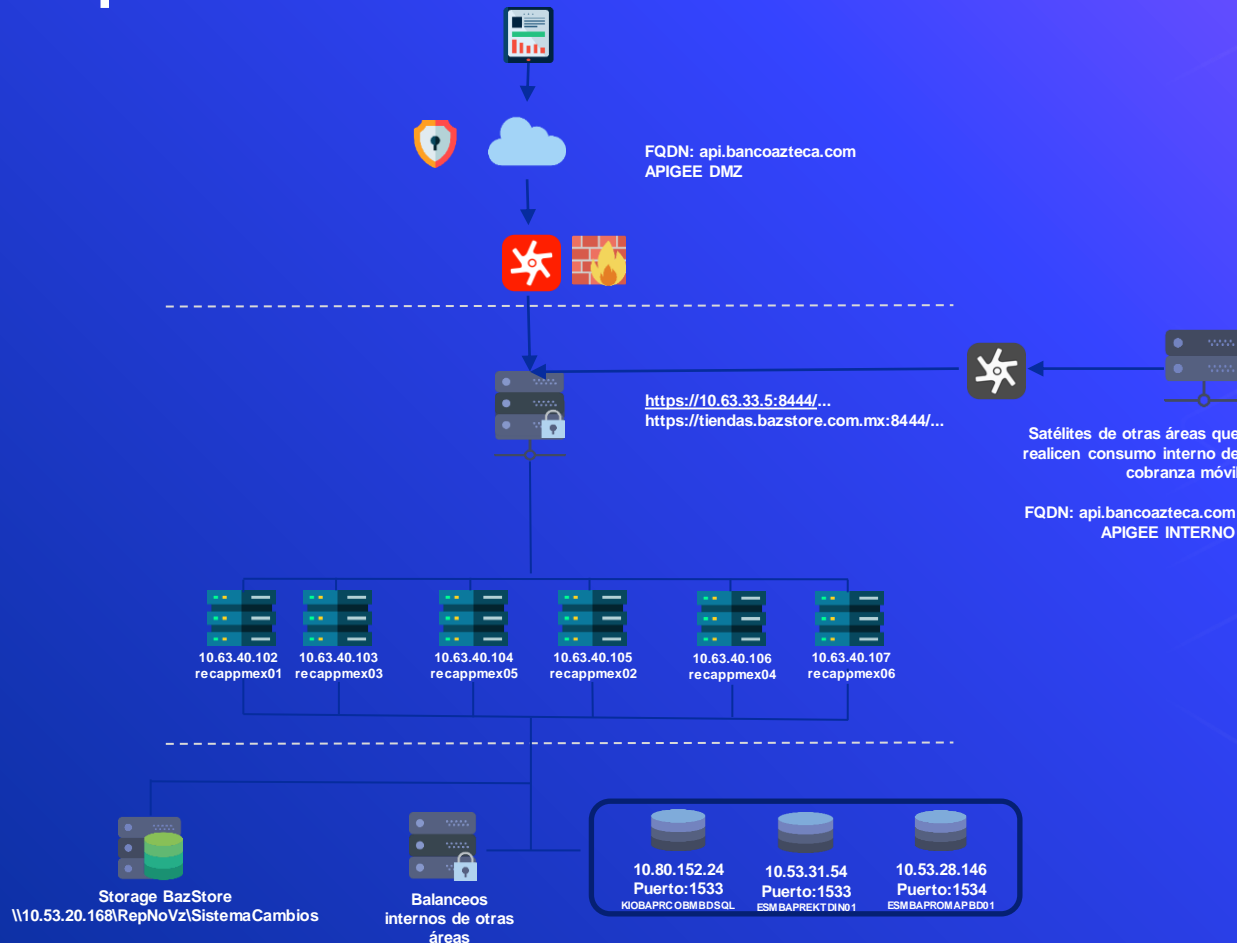 FQDN: api.bancoazteca.com
APIGEE DMZ
https://10.63.33.5:8444/...
https://tiendas.bazstore.com.mx:8444/...
Satélites de otras áreas que
realicen consumo interno de
cobranza móvil
FQDN: api.bancoazteca.com
APIGEE INTERNO
10.63.40.102
recappmex01
10.63.40.103
recappmex03
10.63.40.104
recappmex05
10.63.40.105
recappmex02
10.63.40.106
recappmex04
10.63.40.107
recappmex06
Storage BazStore
\\10.53.20.168\RepNoVz\SistemaCambios
Balanceos
internos de otras
áreas
10.80.152.24
Puerto:1533
KIOBAPRCOBMBDSQL
10.53.31.54
Puerto:1533
ESMBAPREKTDIN01
10.53.28.146
Puerto:1534
ESMBAPROMAPBD01